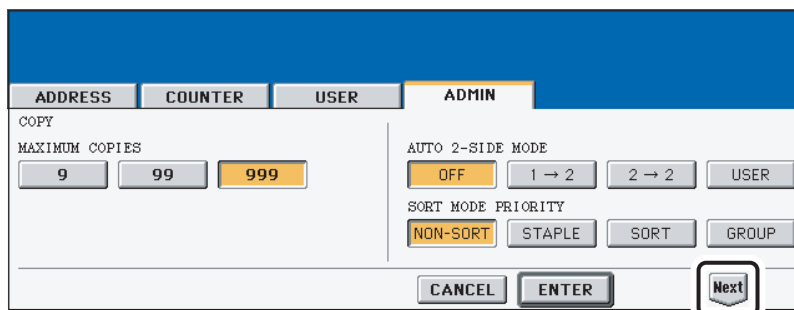 ADDRESS COUNTER USER ADMIN
COPY
MAXIMUM COPIES
9 99 999
AUTO 2-SIDE MODE
OFF 1 → 2 2 → 2 USER
SORT MODE PRIORITY
NON-SORT STAPLE SORT GROUP
CANCEL ENTER Next